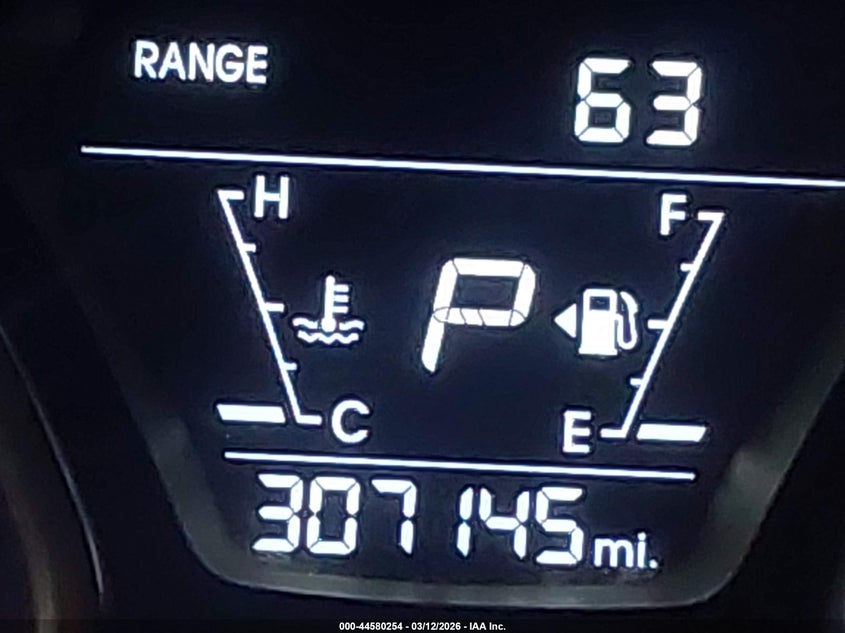 RANGE 63
H F
P
C E
307145 mi.
000-44580254 - 03/12/2026 - IAA Inc.